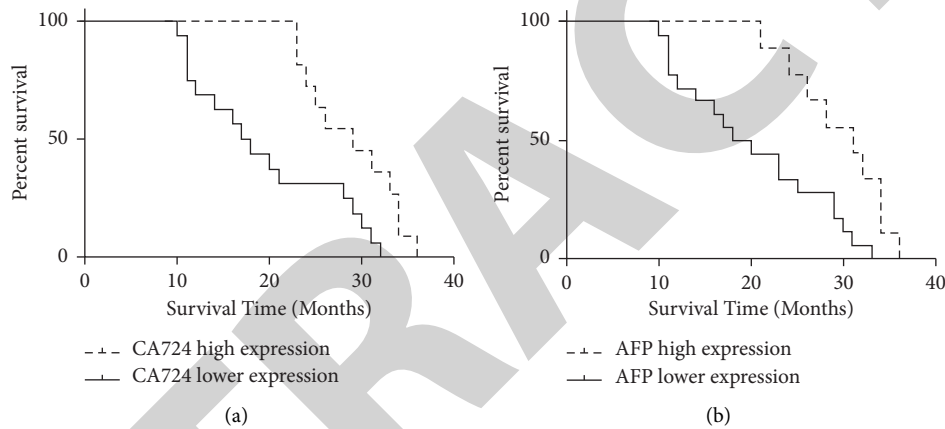 100
50
0
Percent survival
0 10 20 30 40
Survival Time (Months)
CA724 high expression
CA724 lower expression
(a)
100
50
0
Percent survival
0 10 20 30 40
Survival Time (Months)
AFP high expression
AFP lower expression
(b)